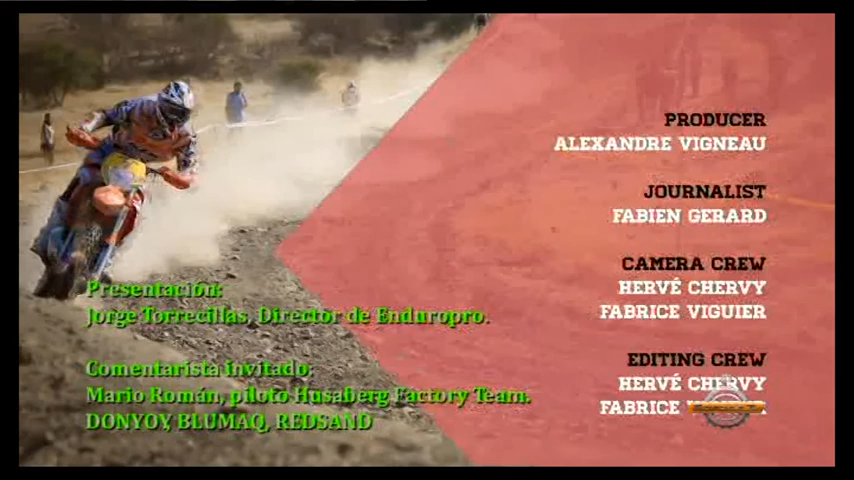 PRODUCER
ALEXANDRE VIGNEAU
JOURNALIST
FABIEN GERARD
CAMERA CREW
HERVÉ CHERVY
FABRICE VIGUIER
EDITING CREW
HERVÉ CHERVY
FABRICE
Presentación:
Jorge Torrecillas, Director de Enduropro.
Comentarista invitado:
Mario Román, piloto Husaberg Factory Team.
DONYOY, BLUMAQ, REDSAND